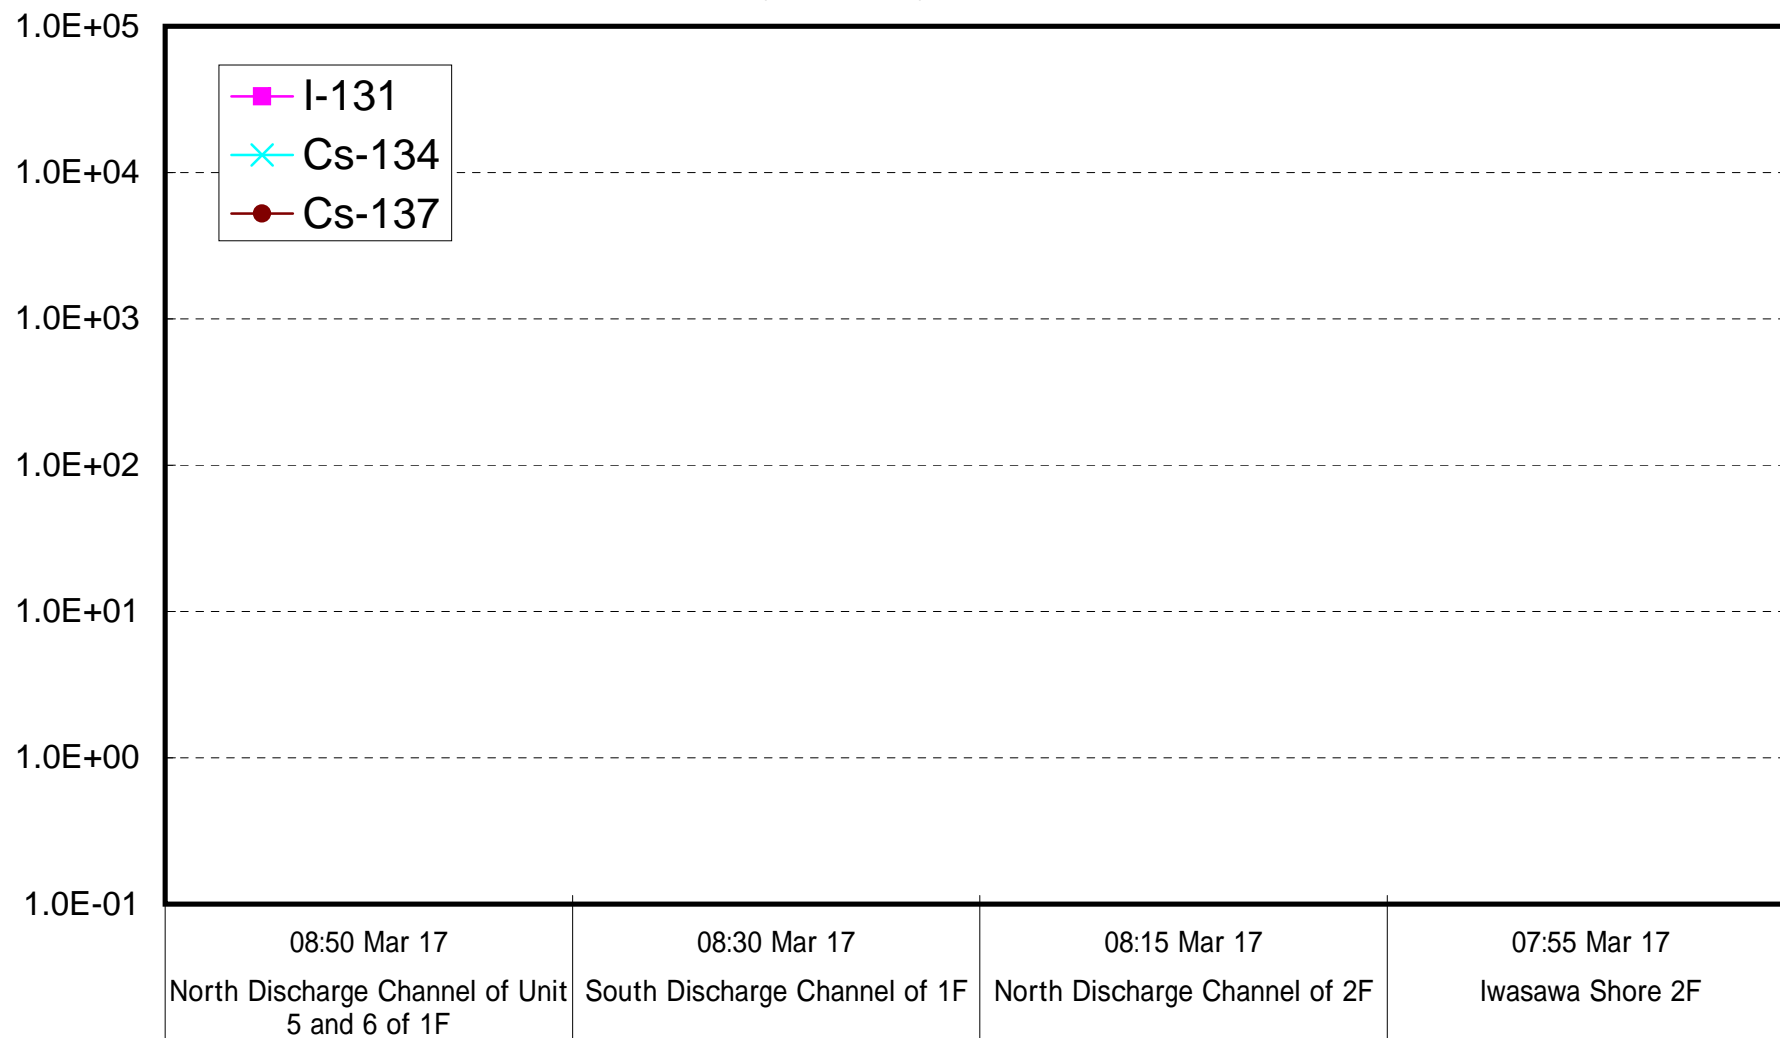 1.0E+05
I-131
Cs-134
1.0E+04
Cs-137
1.0E+03
1.0E+02
1.0E+01
1.0E+00
1.0E-01
08:50 Mar 17
08:30 Mar 17
08:15 Mar 17
07:55 Mar 17
North Discharge Channel of Unit
5 and 6 of 1F
South Discharge Channel of 1F
North Discharge Channel of 2F
Iwasawa Shore 2F